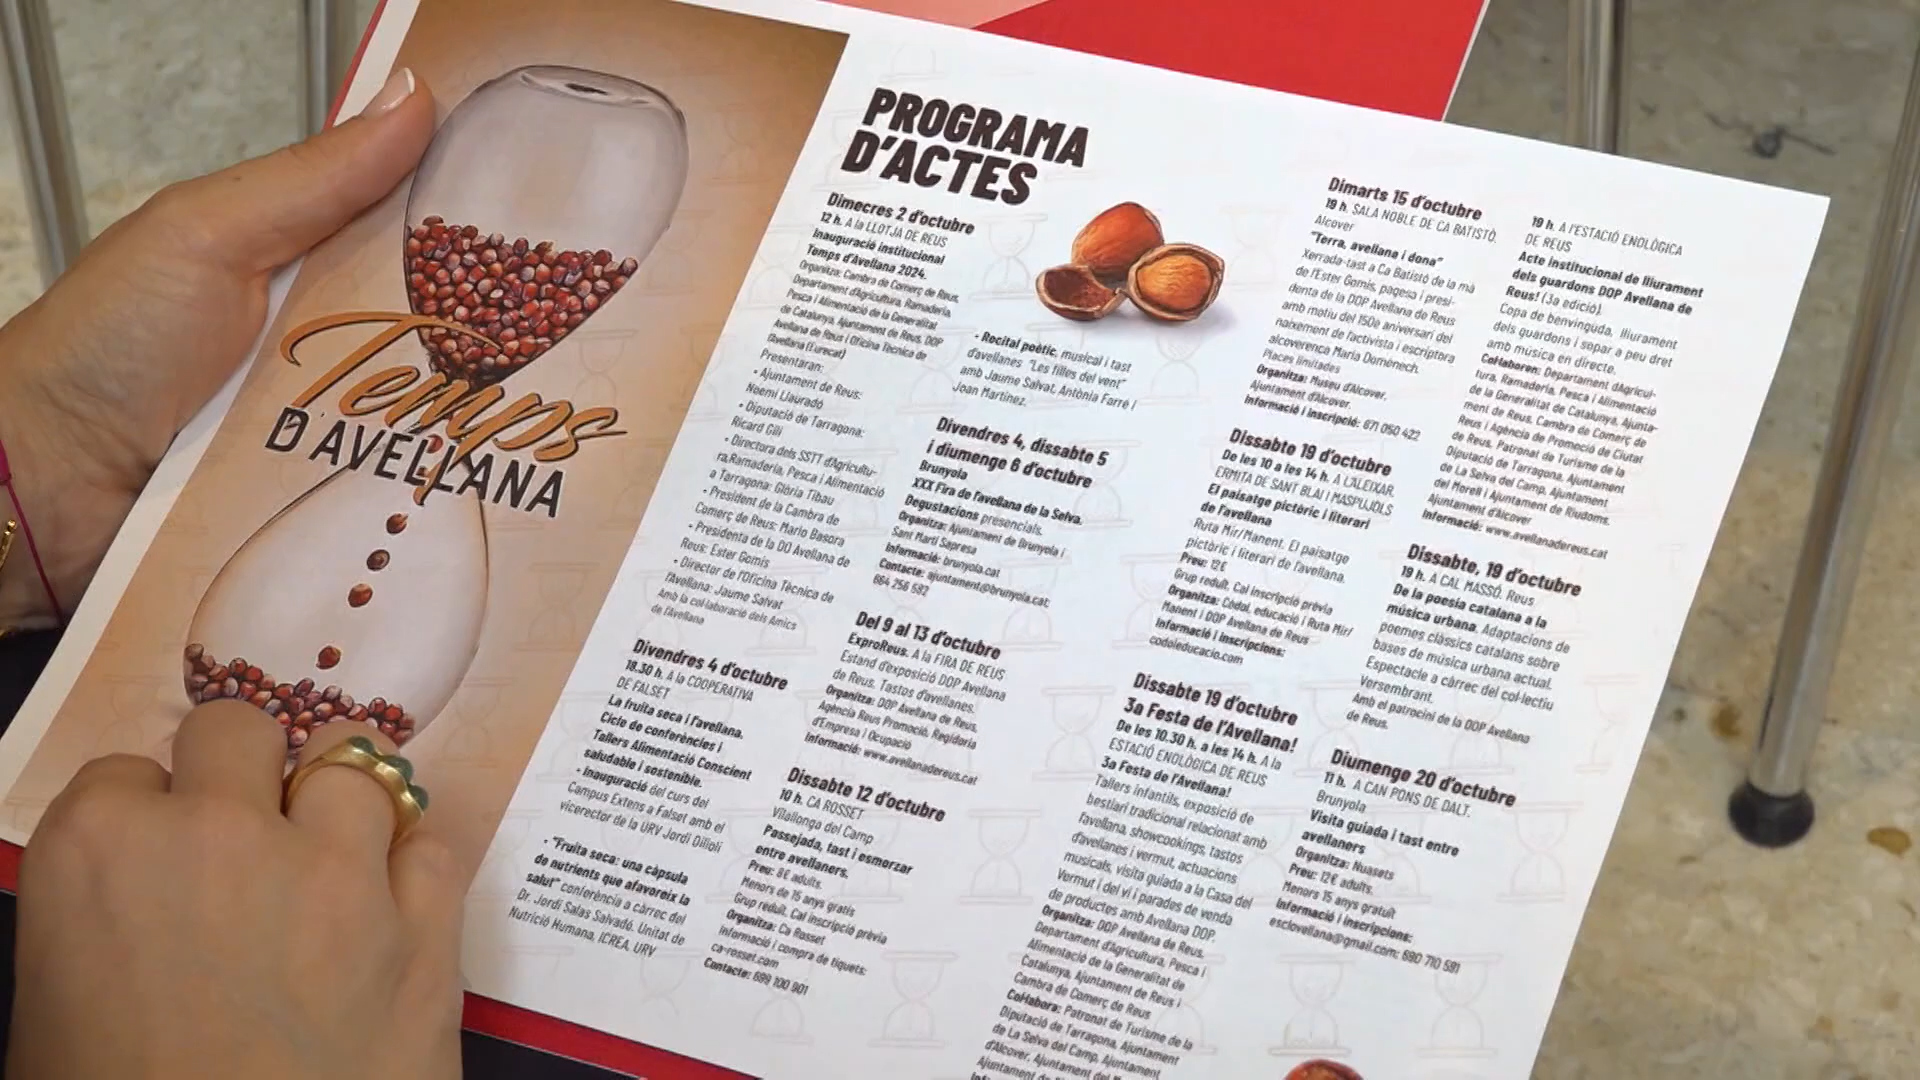 Temps
D'AVELLANA
PROGRAMA
D'ACTES
Dimecres 2 d'octubre
12 h. A la LLOTJA DE REUS
Inauguració institucional
Temps d'Avellana 2024.
Organitza: Cambra de Comerç de Reus,
Departament d'Agricultura, Ramaderia,
Pesca i Alimentació de la Generalitat
de Catalunya, Ajuntament de Reus, DOP
Avellana de Reus i Oficina Tècnica de
l'Avellana (Eurecat)
Presentaran:
• Ajuntament de Reus:
Noemí Llauradó
• Diputació de Tarragona:
Ricard Gili
• Directora dels SSTT d'Agricultu-
ra,Ramaderia, Pesca i Alimentació
a Tarragona: Glòria Tibau
• President de la Cambra de
Comerç de Reus: Mario Basora
• Presidenta de la DO Avellana de
Reus: Ester Gomis
• Director de l'Oficina Tècnica de
l'Avellana: Jaume Salvat
Amb la col·laboració dels Amics
de l'Avellana
Divendres 4 d'octubre
18.30 h. A la COOPERATIVA
DE FALSET
La fruita seca i l'avellana.
Cicle de conferències i
Tallers Alimentació Conscient
saludable i sostenible.
• Inauguració del curs del
Campus Extens a Falset amb el
vicerector de la URV Jordi Diloli
• "Fruita seca: una càpsula
de nutrients que afavoreix la
salut" conferència a càrrec del
Dr. Jordi Salas Salvadó. Unitat de
Nutrició Humana, ICREA, URV
• Recital poètic, musical i tast
d'avellanes "Les filles del vent"
amb Jaume Salvat, Antònia Farré i
Joan Martínez.
Divendres 4, dissabte 5
i diumenge 6 d'octubre
Brunyola
XXX Fira de l'avellana de la Selva.
Degustacions presencials.
Organitza: Ajuntament de Brunyola i
Sant Martí Sapresa
Informació: brunyola.cat
Contacte: ajuntament@brunyola.cat;
664 256 582
Del 9 al 13 d'octubre
ExproReus. A la FIRA DE REUS
Estand d'exposició DOP Avellana
de Reus. Tastos d'avellanes.
Organitza: DOP Avellana de Reus,
Agència Reus Promoció, Regidoria
d'Empresa i Ocupació
Informació: www.avellanadereus.cat
Dissabte 12 d'octubre
10 h. CA ROSSET
Vilallonga del Camp
Passejada, tast i esmorzar
entre avellaners.
Preu: 8€ adults.
Menors de 15 anys gratis
Grup reduït. Cal inscripció prèvia
Organitza: Ca Rosset
Informació i compra de tiquets:
ca-rosset.com
Contacte: 699 100 901
Dimarts 15 d'octubre
19 h. SALA NOBLE DE CA BATISTÓ.
Alcover
"Terra, avellana i dona"
Xerrada-tast a Ca Batistó de la mà
de l'Ester Gomis, pagesa i presi-
denta de la DOP Avellana de Reus
amb motiu del 150è aniversari del
naixement de l'activista i escriptora
alcoverenca Maria Domènech.
Places limitades
Organitza: Museu d'Alcover,
Ajuntament d'Alcover.
Informació i inscripció: 671 050 422
Dissabte 19 d'octubre
De les 10 a les 14 h. A L'ALEIXAR,
ERMITA DE SANT BLAI I MASPUJOLS
El paisatge pictòric i literari
de l'avellana
Ruta Mir/Manent. El paisatge
pictòric i literari de l'avellana.
Preu: 12€
Grup reduït. Cal inscripció prèvia
Organitza: Còdol, educació i Ruta Mir/
Manent i DOP Avellana de Reus
Informació i inscripcions:
codoleducacio.com
Dissabte 19 d'octubre
3a Festa de l'Avellana!
De les 10.30 h. a les 14 h. A la
ESTACIÓ ENOLÒGICA DE REUS
3a Festa de l'Avellana!
Tallers infantils, exposició de
bestiari tradicional relacionat amb
l'avellana, showcookings, tastos
d'avellanes i vermut, actuacions
musicals, visita guiada a la Casa del
Vermut i del vi i parades de venda
de productes amb Avellana DOP.
Organitza: DOP Avellana de Reus,
Departament d'Agricultura, Pesca i
Alimentació de la Generalitat de
Catalunya, Ajuntament de Reus i
Cambra de Comerç de Reus
Col·labora: Patronat de Turisme de la
Diputació de Tarragona, Ajuntament
de La Selva del Camp, Ajuntament
d'Alcover, Ajuntament del
Ajuntament de
19 h. A l'ESTACIÓ ENOLÒGICA
DE REUS
Acte institucional de lliurament
dels guardons DOP Avellana de
Reus! (3a edició).
Copa de benvinguda, lliurament
dels guardons i sopar a peu dret
amb música en directe.
Col·laboren: Departament d'Agricul-
tura, Ramaderia, Pesca i Alimentació
de la Generalitat de Catalunya, Ajunta-
ment de Reus, Cambra de Comerç de
Reus i Agència de Promoció de Ciutat
de Reus, Patronat de Turisme de la
Diputació de Tarragona, Ajuntament
de La Selva del Camp, Ajuntament
del Morell i Ajuntament de Riudoms,
Ajuntament d'Alcover
Informació: www.avellanadereus.cat
Dissabte, 19 d'octubre
19 h. A CAL MASSÓ. Reus
De la poesia catalana a la
música urbana. Adaptacions de
poemes clàssics catalans sobre
bases de música urbana actual.
Espectacle a càrrec del col·lectiu
Versembrant.
Amb el patrocini de la DOP Avellana
de Reus.
Diumenge 20 d'octubre
11 h. A CAN PONS DE DALT.
Brunyola
Visita guiada i tast entre
avellaners
Organitza: Nuasets
Preu: 12€ adults.
Menors 15 anys gratuït
Informació i inscripcions:
esclovellana@gmail.com; 690 710 591